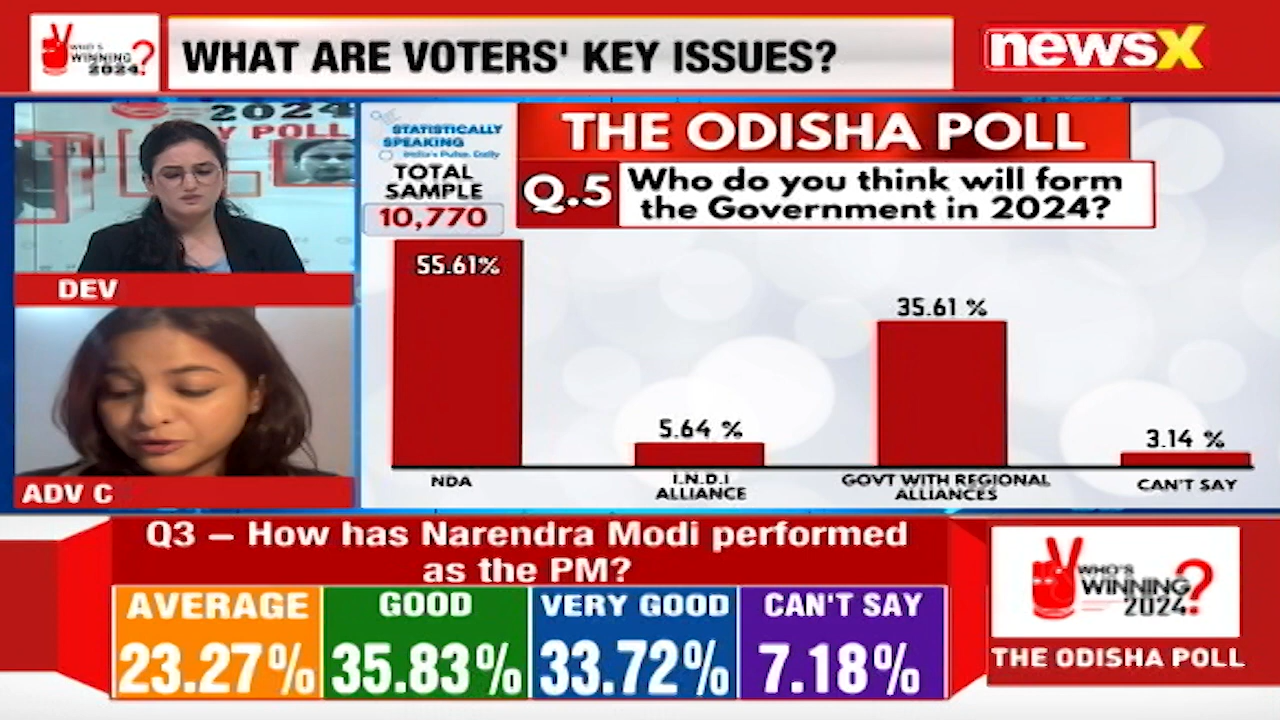 WHO'S
WINNING
2024 ?
WHAT ARE VOTERS' KEY ISSUES?
newsX
2024
Y POLL
DEV
ADV C
STATISTICALLY
SPEAKING
India's Pulse. Daily
TOTAL
SAMPLE
10,770
THE ODISHA POLL
Q.5
Who do you think will form
the Government in 2024?
55.61%
5.64 %
35.61 %
3.14 %
NDA
I.N.D.I
ALLIANCE
GOVT WITH REGIONAL
ALLIANCES
CAN'T SAY
Q3 – How has Narendra Modi performed
as the PM?
AVERAGE
23.27%
GOOD
35.83%
VERY GOOD
33.72%
CAN'T SAY
7.18%
WHO'S
WINNING
2024 ?
THE ODISHA POLL